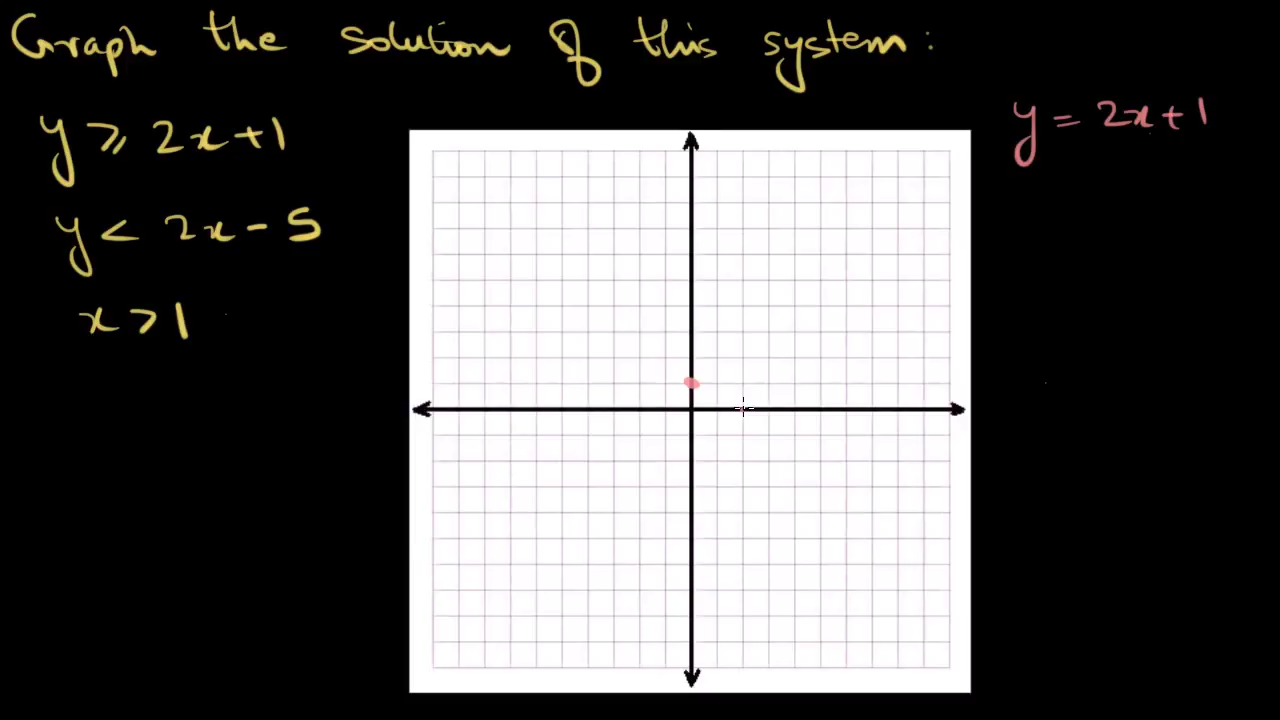 Graph the solution of this system:
y ⩾ 2x+1
y < 2x - 5
x > 1
y = 2x+1